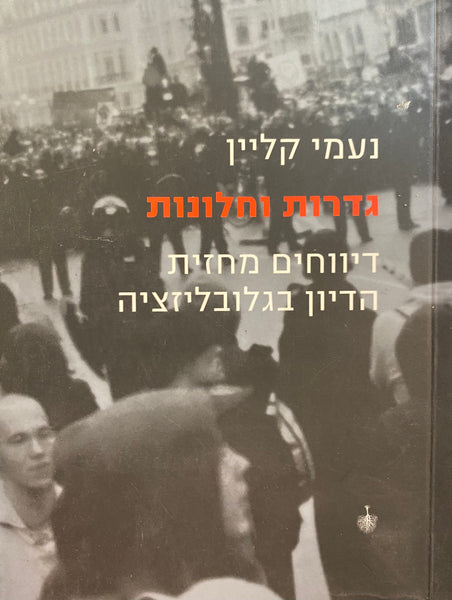 נעמי קליין
גדרות וחלונות
דיווחים מחזית
הדיון בגלובליזציה